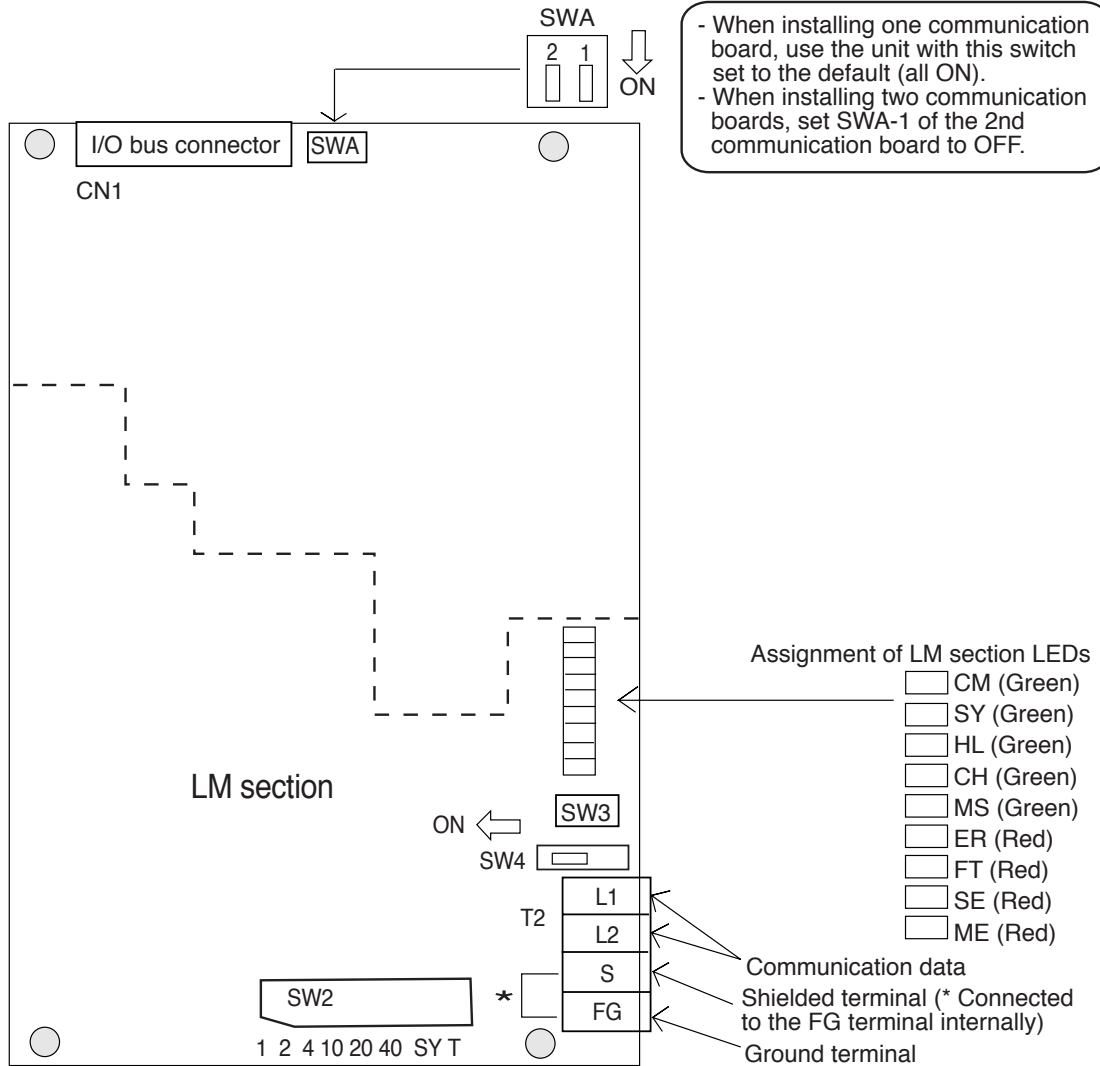 SWA
2 1
ON
- When installing one communication
board, use the unit with this switch
set to the default (all ON).
- When installing two communication
boards, set SWA-1 of the 2nd
communication board to OFF.
I/O bus connector
SWA
CN1
Assignment of LM section LEDs
CM (Green)
SY (Green)
HL (Green)
CH (Green)
MS (Green)
ER (Red)
FT (Red)
SE (Red)
ME (Red)
LM section
SW3
ON
SW4
T2
L1
L2
S
FG
*
SW2
1 2 4 10 20 40 SY T
Communication data
Shielded terminal (* Connected
to the FG terminal internally)
Ground terminal